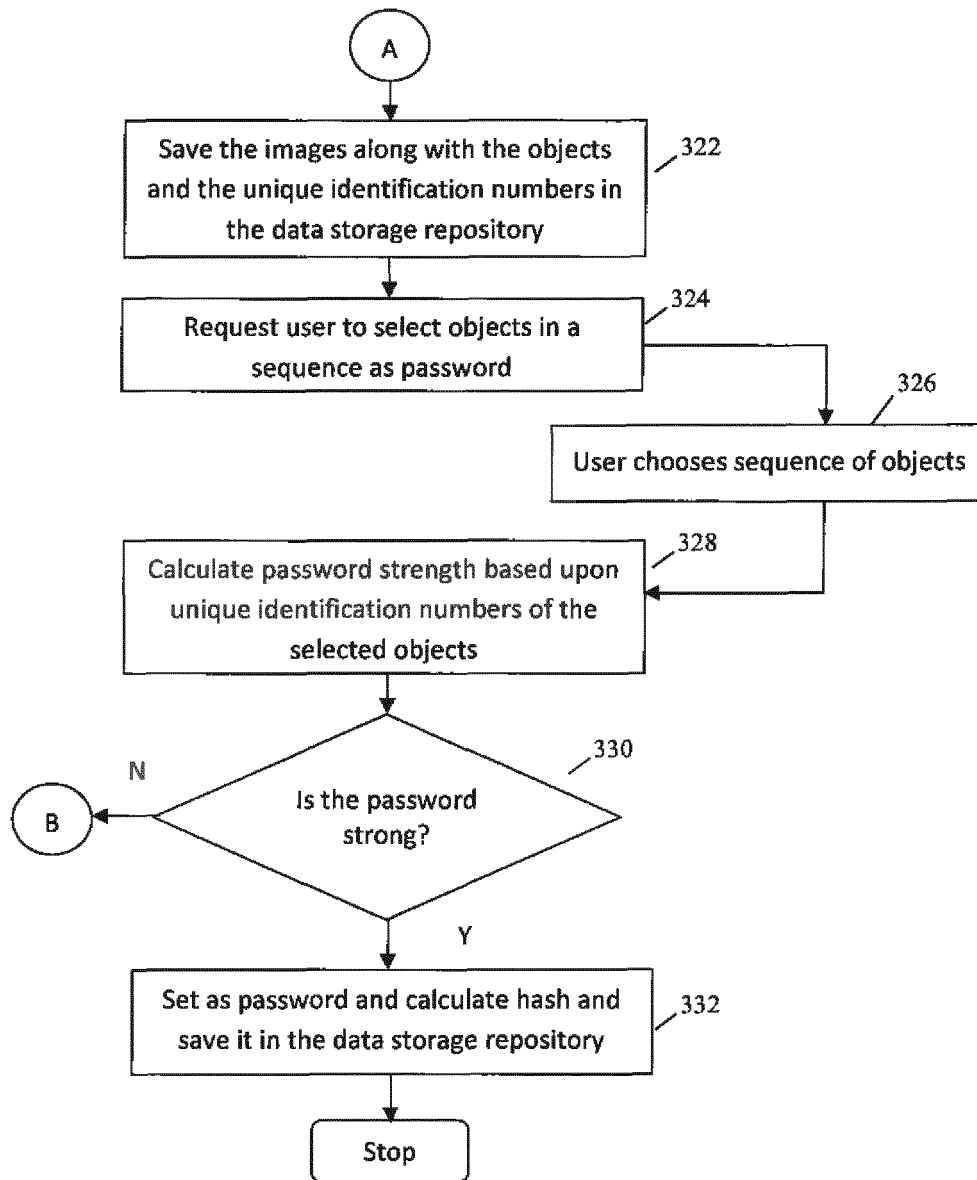 A
Save the images along with the objects
and the unique identification numbers in
the data storage repository
322
Request user to select objects in a
sequence as password
324
326
User chooses sequence of objects
328
Calculate password strength based upon
unique identification numbers of the
selected objects
330
N
Is the password
strong?
B
Y
Set as password and calculate hash and
save it in the data storage repository
332
Stop